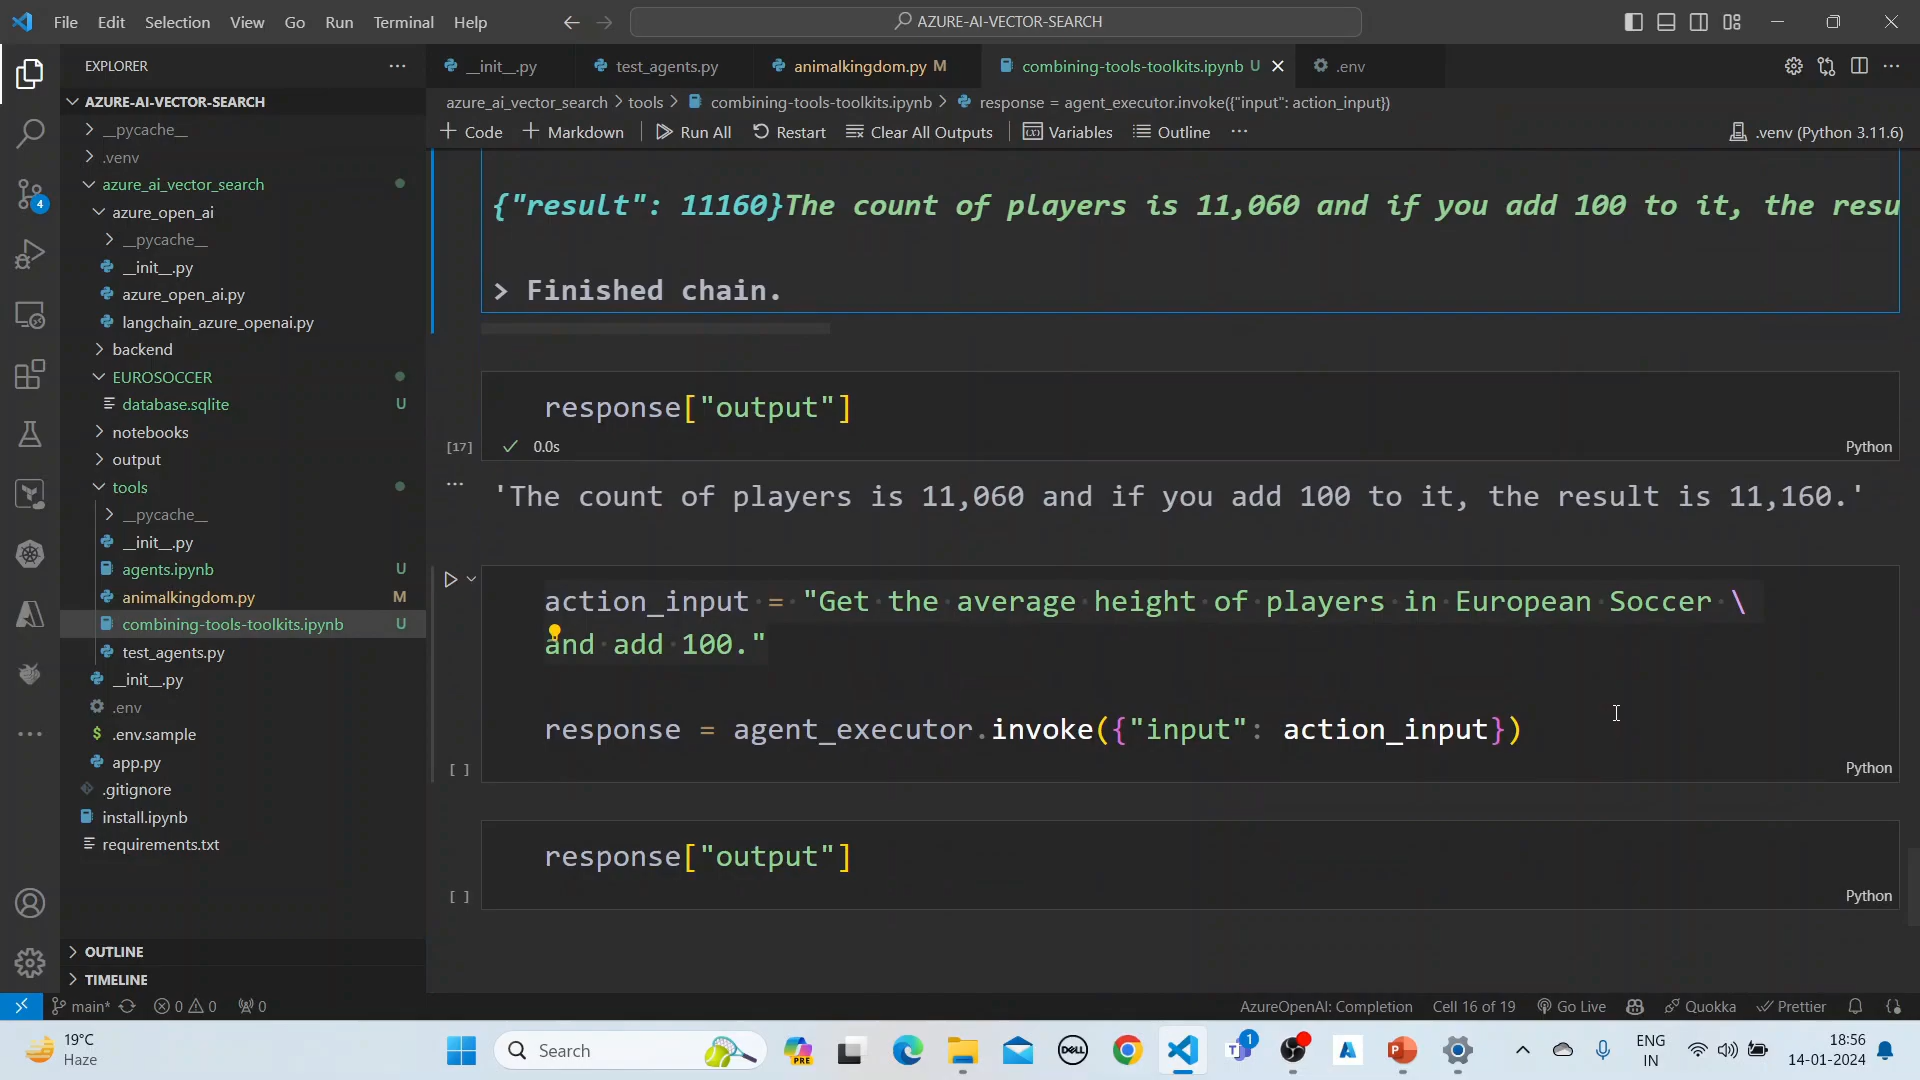 File Edit Selection View Go Run Terminal Help
AZURE-AI-VECTOR-SEARCH
EXPLORER
__init__.py
test_agents.py
animalkingdom.py M
combining-tools-toolkits.ipynb U
.env
AZURE-AI-VECTOR-SEARCH
azure_ai_vector_search > tools > combining-tools-toolkits.ipynb > response = agent_executor.invoke({"input": action_input})
Code Markdown Run All Restart Clear All Outputs Variables Outline
.venv (Python 3.11.6)
__pycache__
.venv
azure_ai_vector_search
azure_open_ai
__pycache__
__init__.py
azure_open_ai.py
langchain_azure_openai.py
backend
EUROSOCCER
database.sqlite U
notebooks
output
tools
__pycache__
__init__.py
agents.ipynb U
animalkingdom.py M
combining-tools-toolkits.ipynb U
test_agents.py
__init__.py
.env
.env.sample
app.py
.gitignore
install.ipynb
requirements.txt
OUTLINE
TIMELINE
4
{"result": 11160}The count of players is 11,060 and if you add 100 to it, the resu
> Finished chain.
response["output"]
[17] 0.0s
Python
'The count of players is 11,060 and if you add 100 to it, the result is 11,160.'
action_input = "Get the average height of players in European Soccer \
and add 100."
response = agent_executor.invoke({"input": action_input})
[ ]
Python
response["output"]
[ ]
Python
main* 0 0 0
AzureOpenAI: Completion Cell 16 of 19 Go Live Quokka Prettier
19°C
Haze
Search
PRE
DELL
1
ENG
IN
18:56
14-01-2024